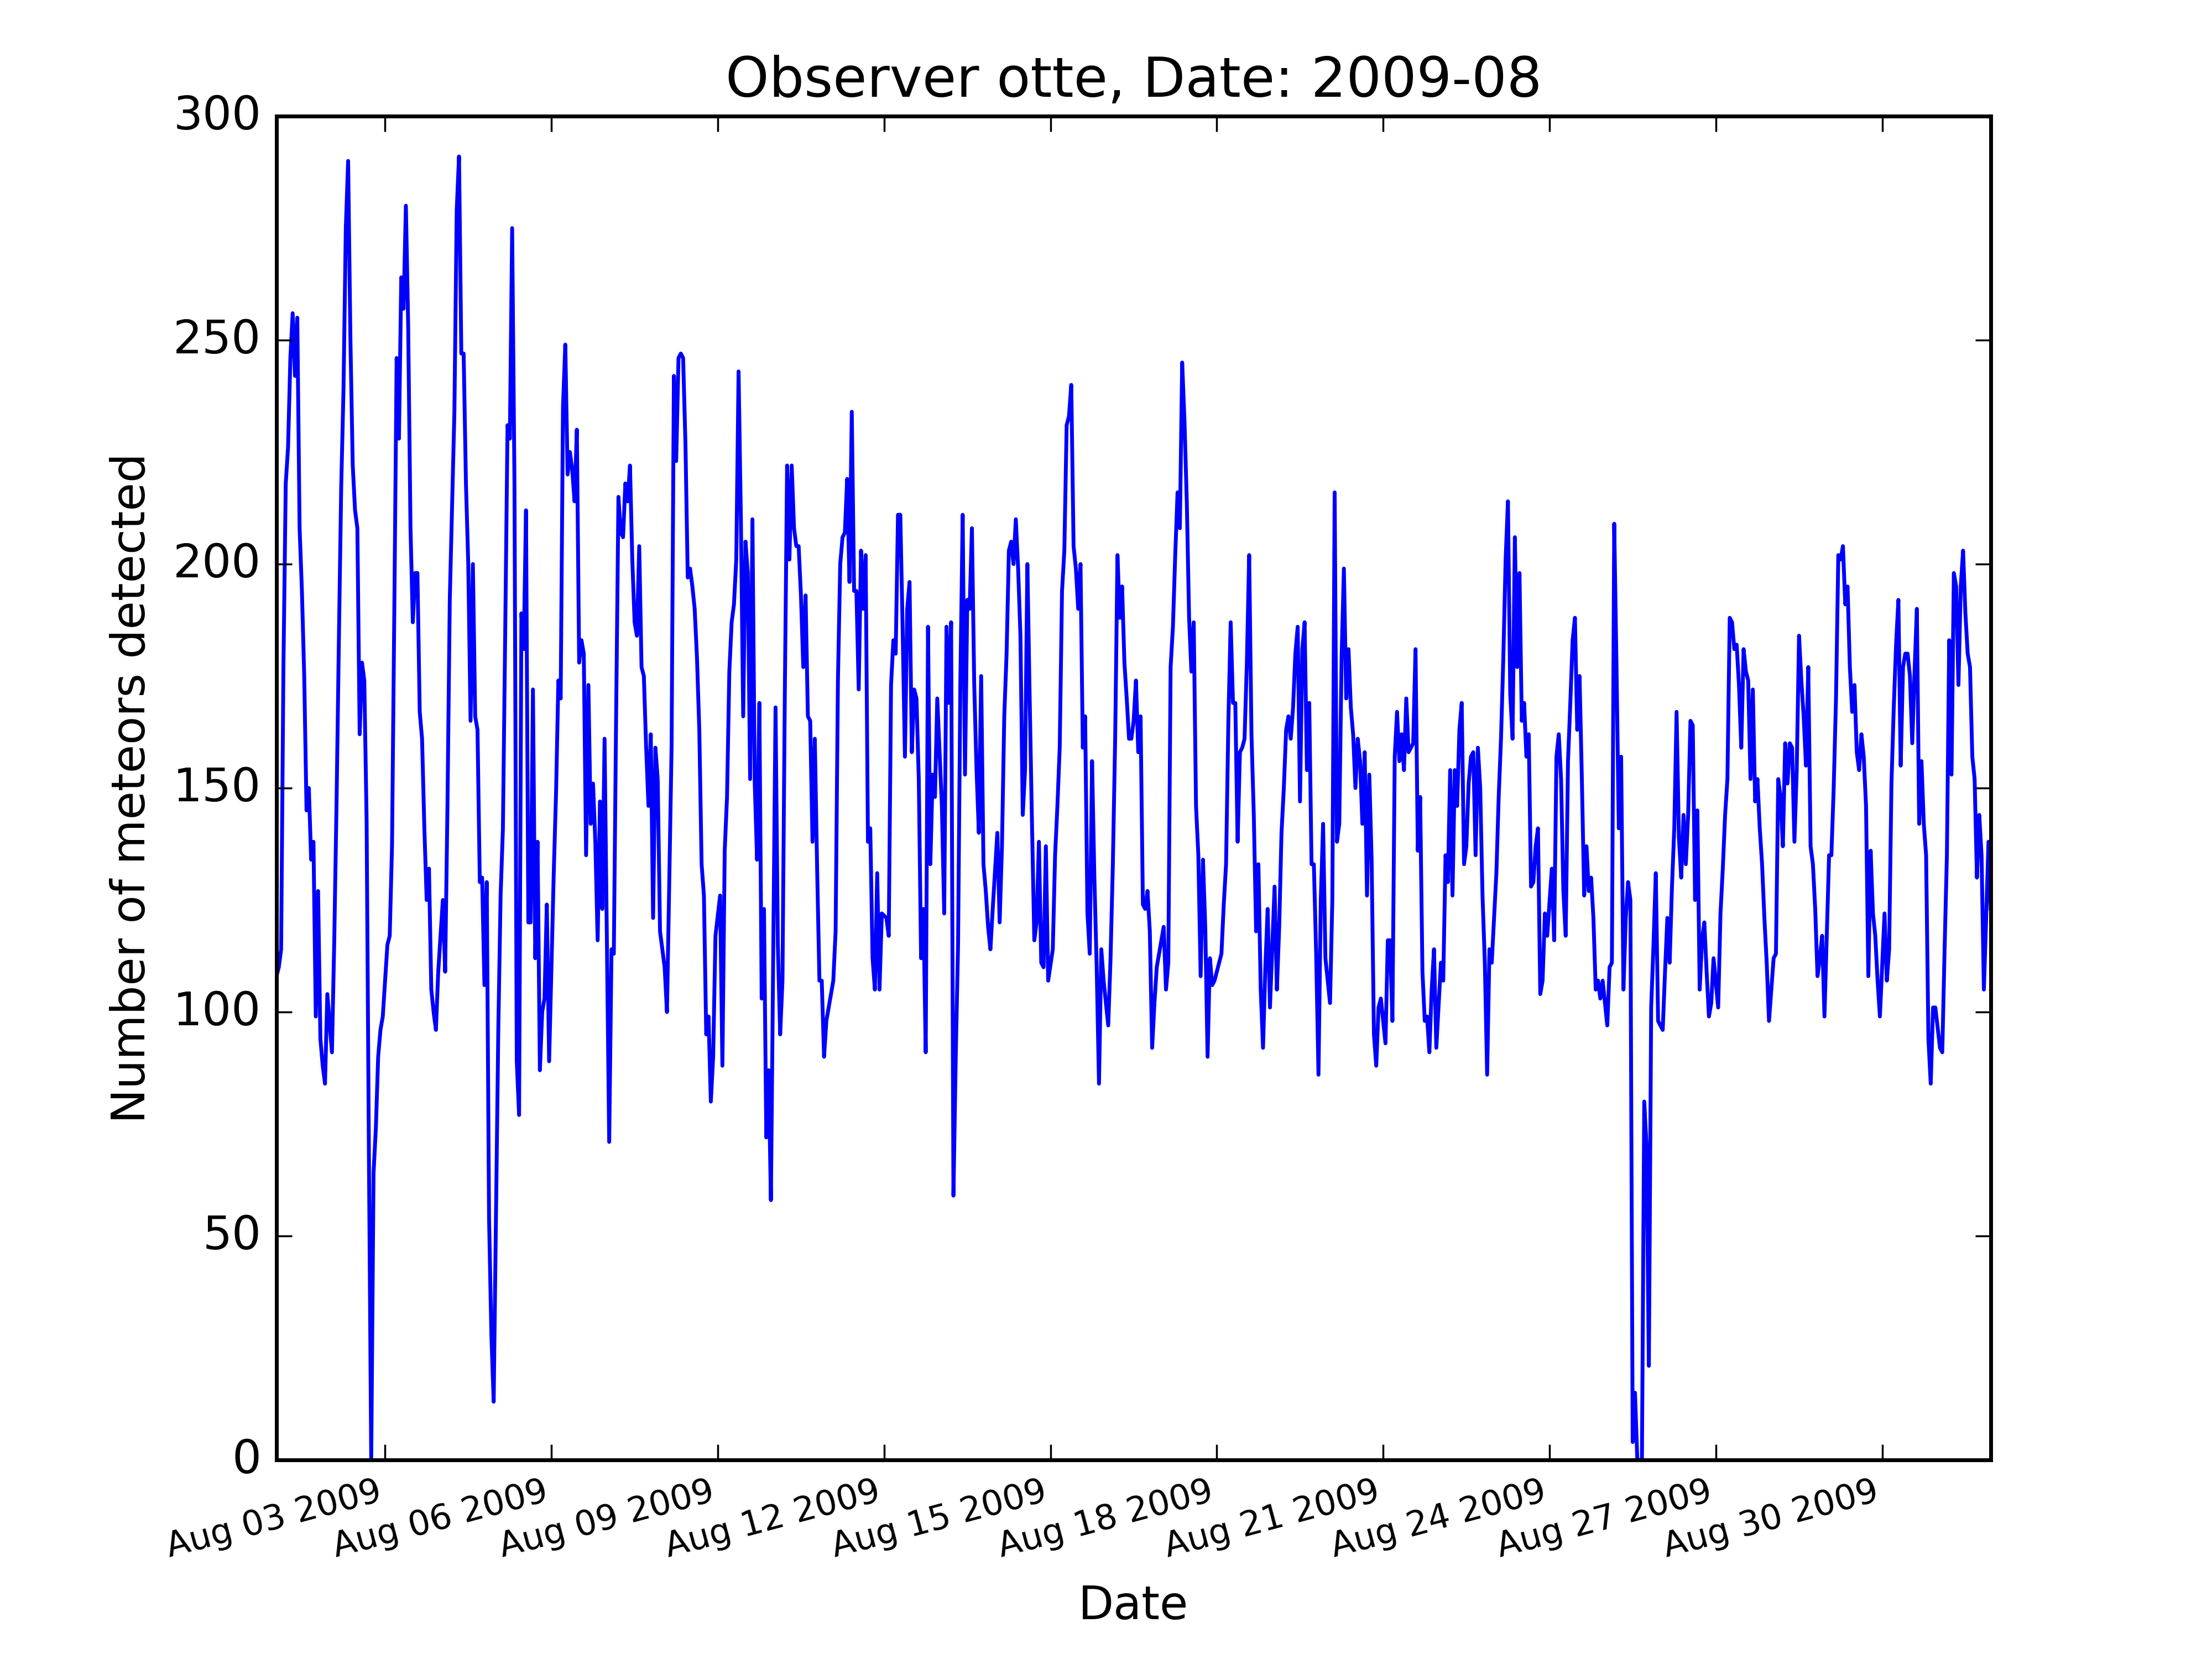 Observer otte, Date: 2009-08
300
250
200
150
100
50
0
Number of meteors detected
Aug 03 2009
Aug 06 2009
Aug 09 2009
Aug 12 2009
Aug 15 2009
Aug 18 2009
Aug 21 2009
Aug 24 2009
Aug 27 2009
Aug 30 2009
Date